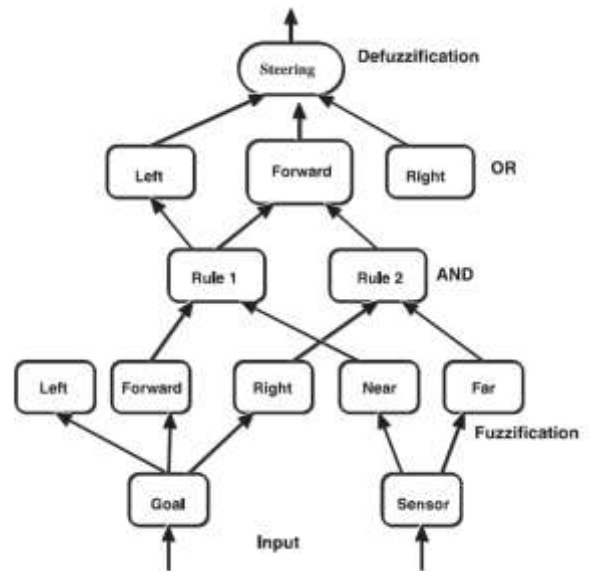 Steering
Defuzzification
Left
Forward
Right
OR
Rule 1
Rule 2
AND
Left
Forward
Right
Near
Far
Fuzzification
Goal
Sensor
Input